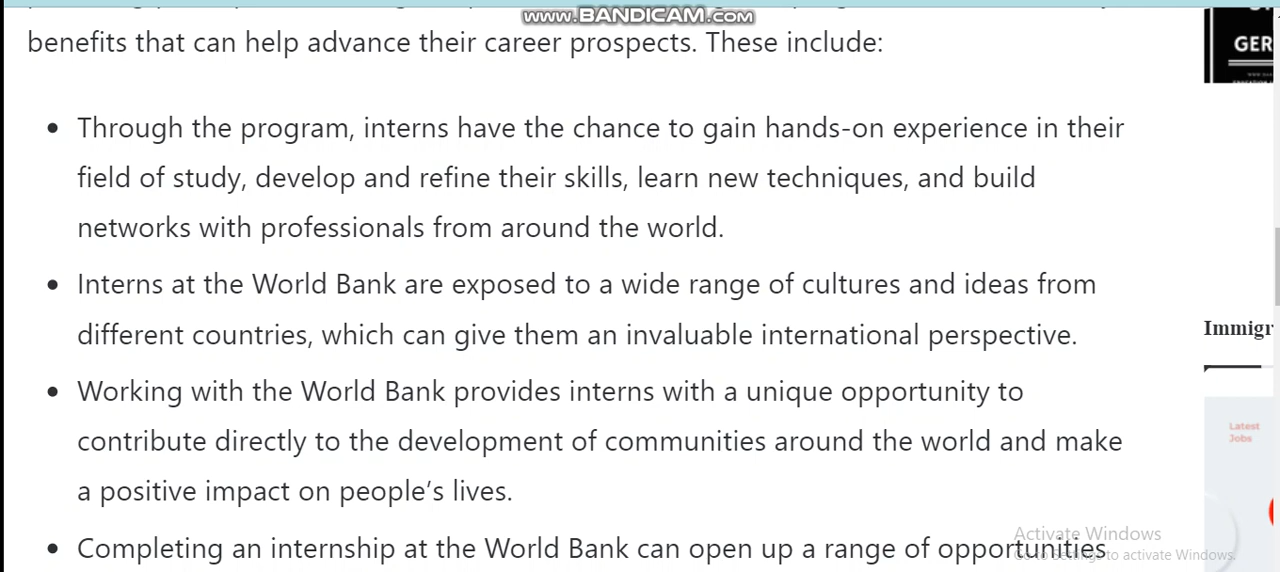 www.BANDICAM.com
benefits that can help advance their career prospects. These include:
• Through the program, interns have the chance to gain hands-on experience in their
field of study, develop and refine their skills, learn new techniques, and build
networks with professionals from around the world.
• Interns at the World Bank are exposed to a wide range of cultures and ideas from
different countries, which can give them an invaluable international perspective.
• Working with the World Bank provides interns with a unique opportunity to
contribute directly to the development of communities around the world and make
a positive impact on people’s lives.
• Completing an internship at the World Bank can open up a range of opportunities
GER
Immigr
Latest
Jobs
Activate Windows
Go to Settings to activate Windows.